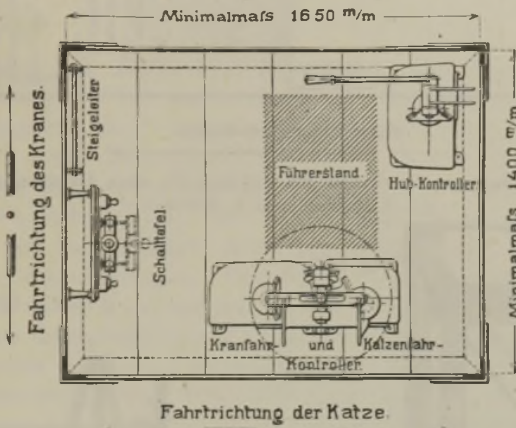 Minimalmaſs 1650 m/m
Fahrtrichtung des Kranes.
Steigeleiter
Schalttafel.
Führerstand.
Hub-Kontroller
Minimalmaſs 1400 m/m
Kranfahr- und Katzenfahr-
Kontroller.
Fahrtrichtung der Katze.